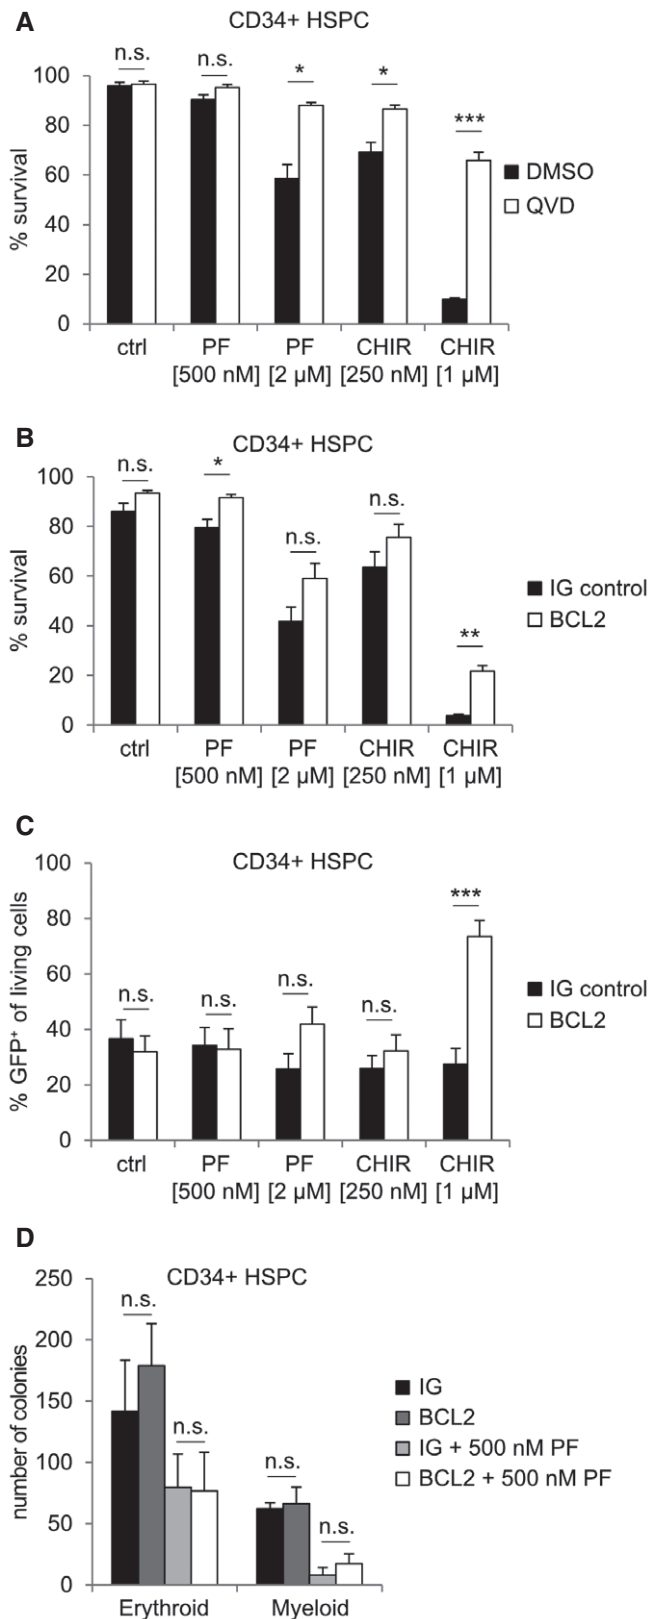 A
CD34+ HSPC
n.s.
n.s.
*
*
***
100
80
60
40
20
0
% survival
DMSO
QVD
ctrl
PF
[500 nM]
PF
[2 µM]
CHIR
[250 nM]
CHIR
[1 µM]
B
CD34+ HSPC
n.s.
*
n.s.
n.s.
**
100
80
60
40
20
0
% survival
IG control
BCL2
ctrl
PF
[500 nM]
PF
[2 µM]
CHIR
[250 nM]
CHIR
[1 µM]
C
CD34+ HSPC
n.s.
n.s.
n.s.
n.s.
***
100
80
60
40
20
0
% GFP⁺ of living cells
IG control
BCL2
ctrl
PF
[500 nM]
PF
[2 µM]
CHIR
[250 nM]
CHIR
[1 µM]
D
CD34+ HSPC
n.s.
n.s.
n.s.
n.s.
250
200
150
100
50
0
number of colonies
IG
BCL2
IG + 500 nM PF
BCL2 + 500 nM PF
Erythroid
Myeloid